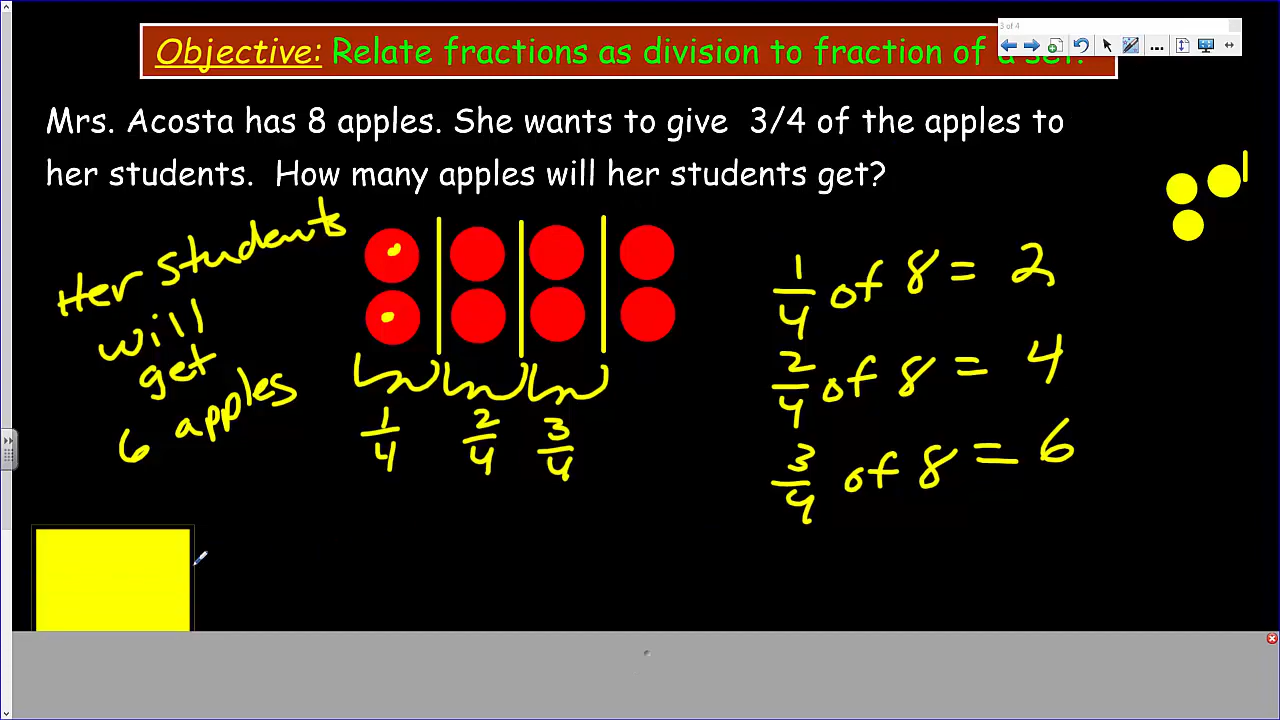 3 of 4
Objective: Relate fractions as division to fraction of a set.
Mrs. Acosta has 8 apples. She wants to give 3/4 of the apples to
her students. How many apples will her students get?
Her students
will
get
6 apples
1/4 2/4 3/4
1/4 of 8 = 2
2/4 of 8 = 4
3/4 of 8 = 6